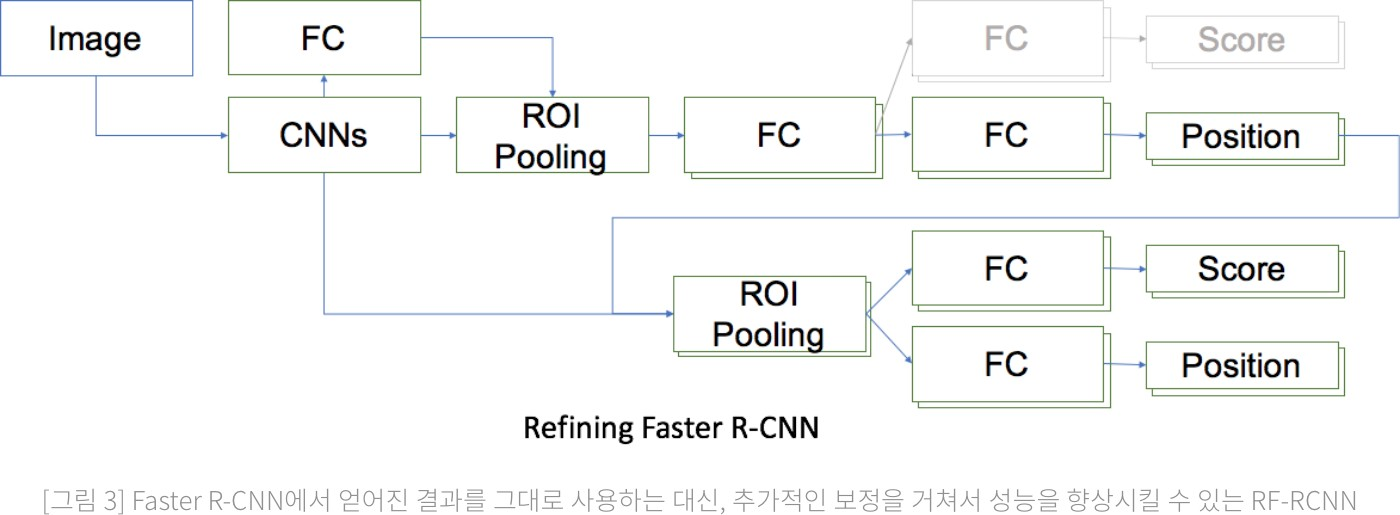 Image
FC
FC
Score
CNNs
ROI
Pooling
FC
FC
Position
ROI
Pooling
FC
Score
FC
Position
Refining Faster R-CNN
[그림 3] Faster R-CNN에서 얻어진 결과를 그대로 사용하는 대신, 추가적인 보정을 거쳐서 성능을 향상시킬 수 있는 RF-RCNN